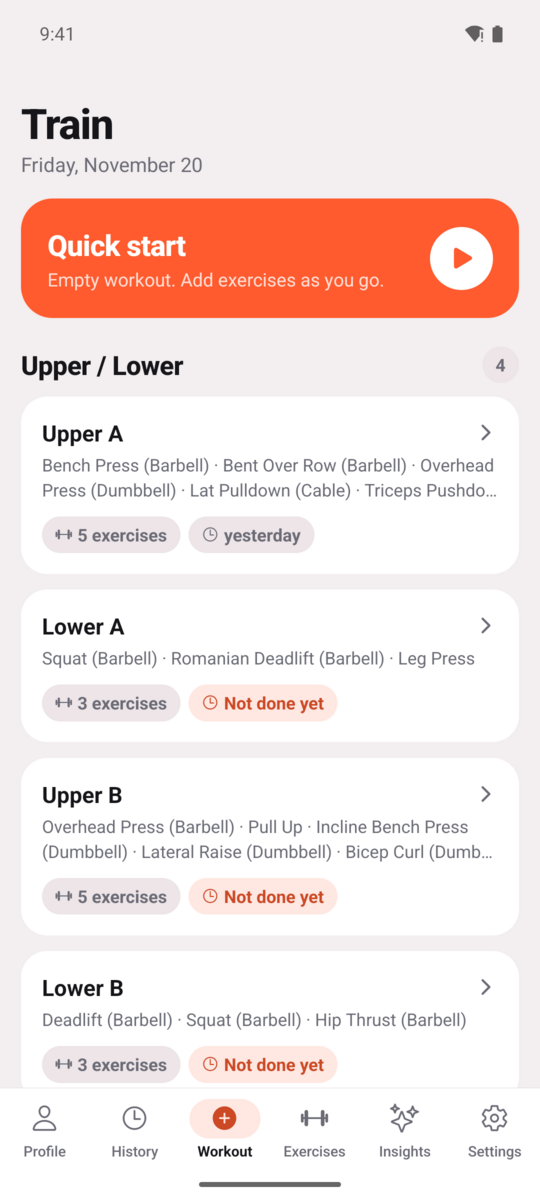 9:41
Train
Friday, November 20
Quick start
Empty workout. Add exercises as you go.
Upper / Lower
4
Upper A
Bench Press (Barbell) · Bent Over Row (Barbell) · Overhead
Press (Dumbbell) · Lat Pulldown (Cable) · Triceps Pushdo…
5 exercises
yesterday
Lower A
Squat (Barbell) · Romanian Deadlift (Barbell) · Leg Press
3 exercises
Not done yet
Upper B
Overhead Press (Barbell) · Pull Up · Incline Bench Press
(Dumbbell) · Lateral Raise (Dumbbell) · Bicep Curl (Dumb…
5 exercises
Not done yet
Lower B
Deadlift (Barbell) · Squat (Barbell) · Hip Thrust (Barbell)
3 exercises
Not done yet
Profile
History
Workout
Exercises
Insights
Settings